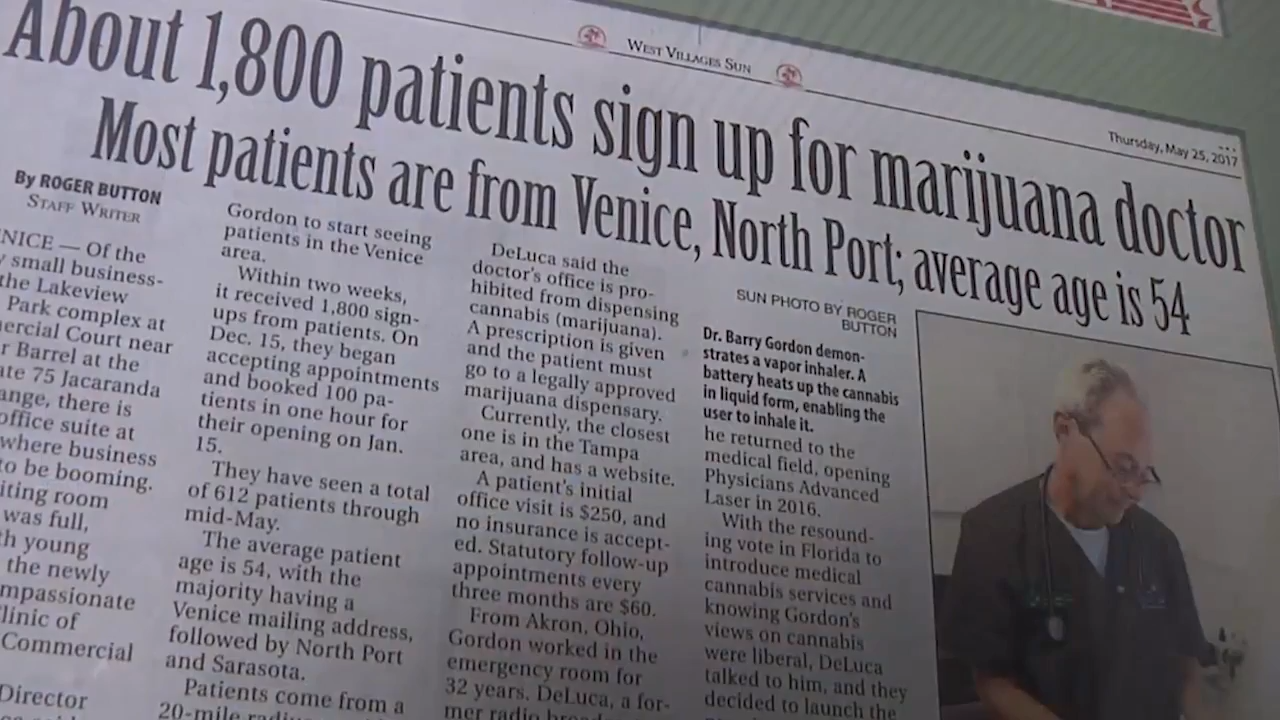 West Villages Sun
Thursday, May 25, 2017
About 1,800 patients sign up for marijuana doctor
Most patients are from Venice, North Port; average age is 54
By ROGER BUTTON
Staff Writer
NICE — Of the
small business-
the Lakeview
Park complex at
Court near
Barrel at the
75 Jacaranda
there is
office suite at
where business
to be booming.
room
was full,
young
the newly
of
Commercial
Director
Gordon to start seeing
patients in the Venice
area.
Within two weeks,
it received 1,800 sign-
ups from patients. On
Dec. 15, they began
accepting appointments
and booked 100 pa-
tients in one hour for
their opening on Jan.
15.
They have seen a total
of 612 patients through
mid-May.
The average patient
age is 54, with the
majority having a
Venice mailing address,
followed by North Port
and Sarasota.
Patients come from a
20-mile
DeLuca said the
doctor's office is pro-
hibited from dispensing
cannabis (marijuana).
A prescription is given
and the patient must
go to a legally approved
marijuana dispensary.
Currently, the closest
one is in the Tampa
area, and has a website.
A patient's initial
office visit is $250, and
no insurance is accept-
ed. Statutory follow-up
appointments every
three months are $60.
From Akron, Ohio,
Gordon worked in the
emergency room for
32 years. DeLuca, a for-
mer radio
SUN PHOTO BY ROGER
BUTTON
Dr. Barry Gordon demon-
strates a vapor inhaler. A
battery heats up the cannabis
in liquid form, enabling the
user to inhale it.
he returned to the
medical field, opening
Physicians Advanced
Laser in 2016.
With the resound-
ing vote in Florida to
introduce medical
cannabis services and
knowing Gordon's
views on cannabis
were liberal, DeLuca
talked to him, and they
decided to launch the